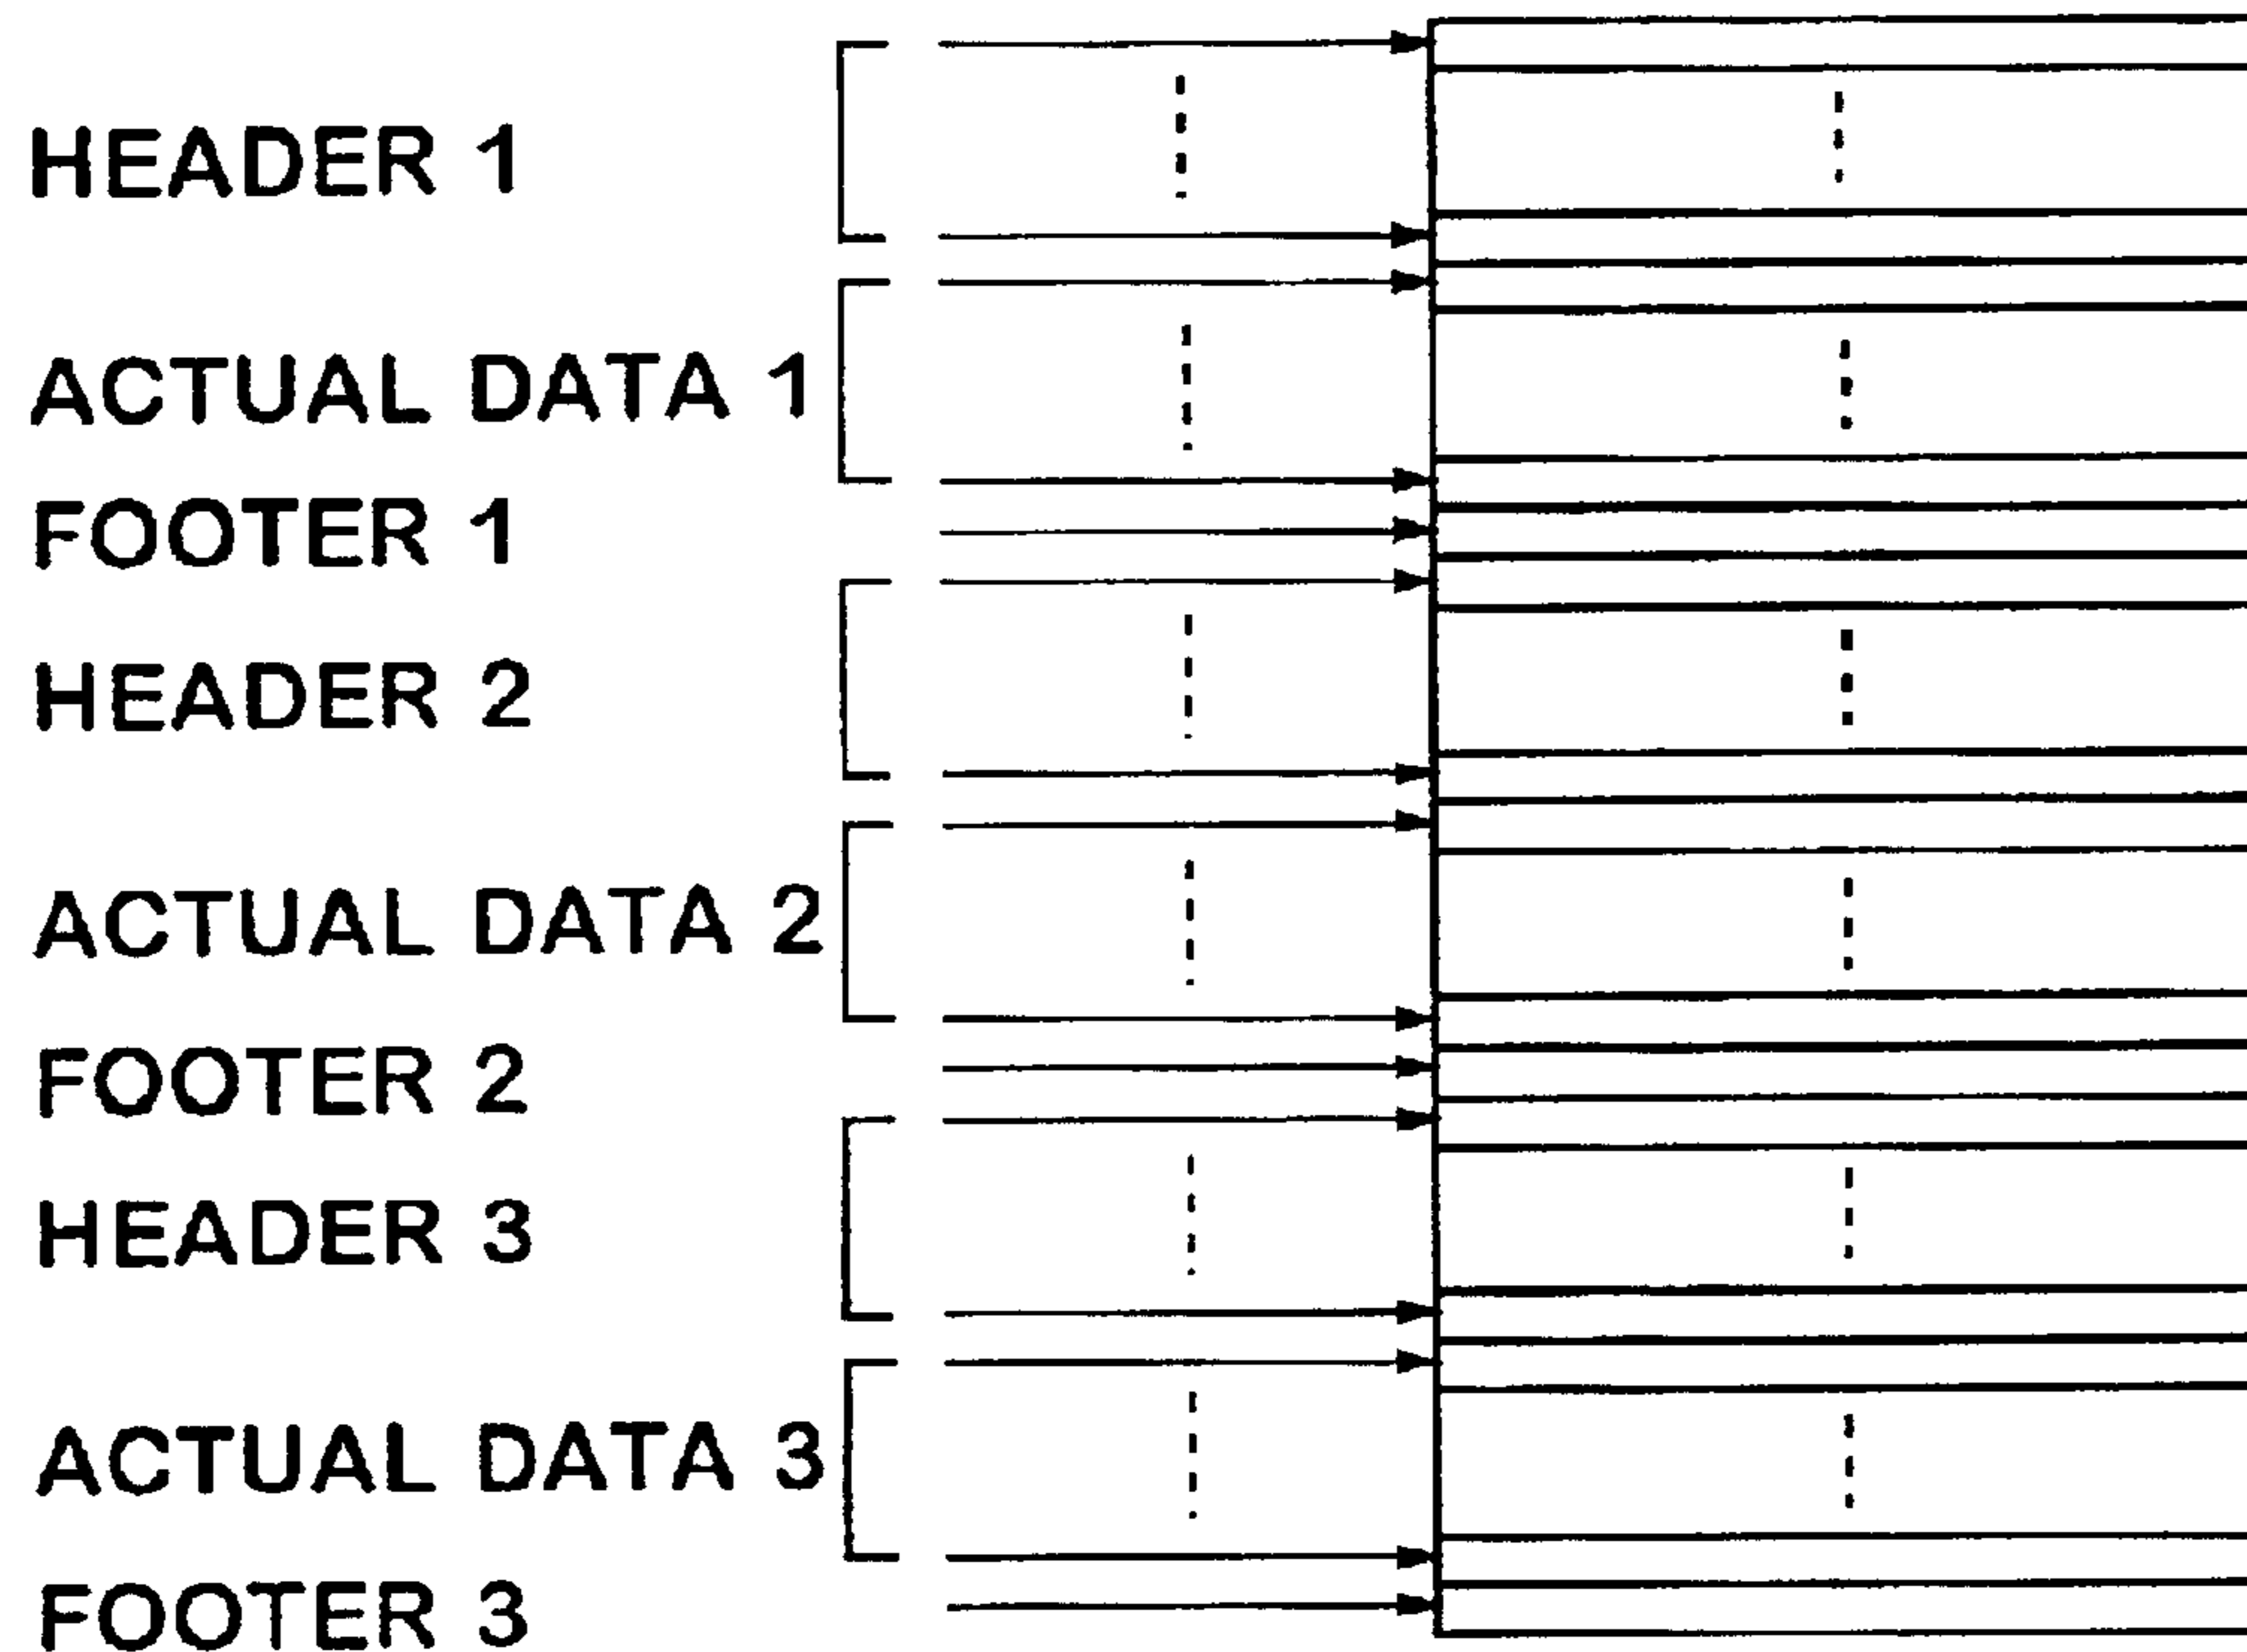 HEADER 1
ACTUAL DATA 1
FOOTER 1
HEADER 2
ACTUAL DATA 2
FOOTER 2
HEADER 3
ACTUAL DATA 3
FOOTER 3